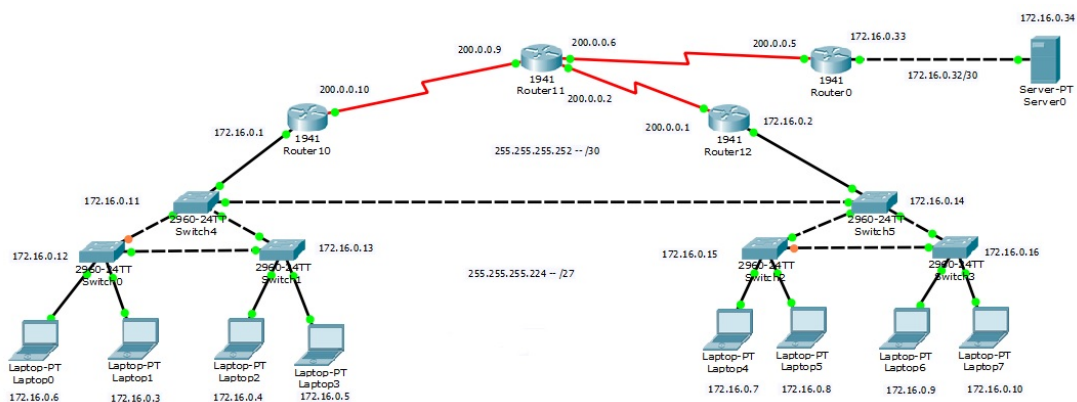 172.16.0.34
200.0.0.9
200.0.0.6
200.0.0.5
172.16.0.33
1941
Router11
1941
Router0
172.16.0.32/30
Server-PT
Server0
200.0.0.10
200.0.0.2
172.16.0.1
1941
Router10
200.0.0.1
172.16.0.2
1941
Router12
255.255.255.252 -- /30
172.16.0.11
2960-24TT
Switch4
172.16.0.14
2960-24TT
Switch5
172.16.0.12
2960-24TT
Switch0
172.16.0.13
2960-24TT
Switch1
255.255.255.224 -- /27
172.16.0.15
2960-24TT
Switch2
172.16.0.16
2960-24TT
Switch3
Laptop-PT
Laptop0
172.16.0.6
Laptop-PT
Laptop1
172.16.0.3
Laptop-PT
Laptop2
172.16.0.4
Laptop-PT
Laptop3
172.16.0.5
Laptop-PT
Laptop4
172.16.0.7
Laptop-PT
Laptop5
172.16.0.8
Laptop-PT
Laptop6
172.16.0.9
Laptop-PT
Laptop7
172.16.0.10